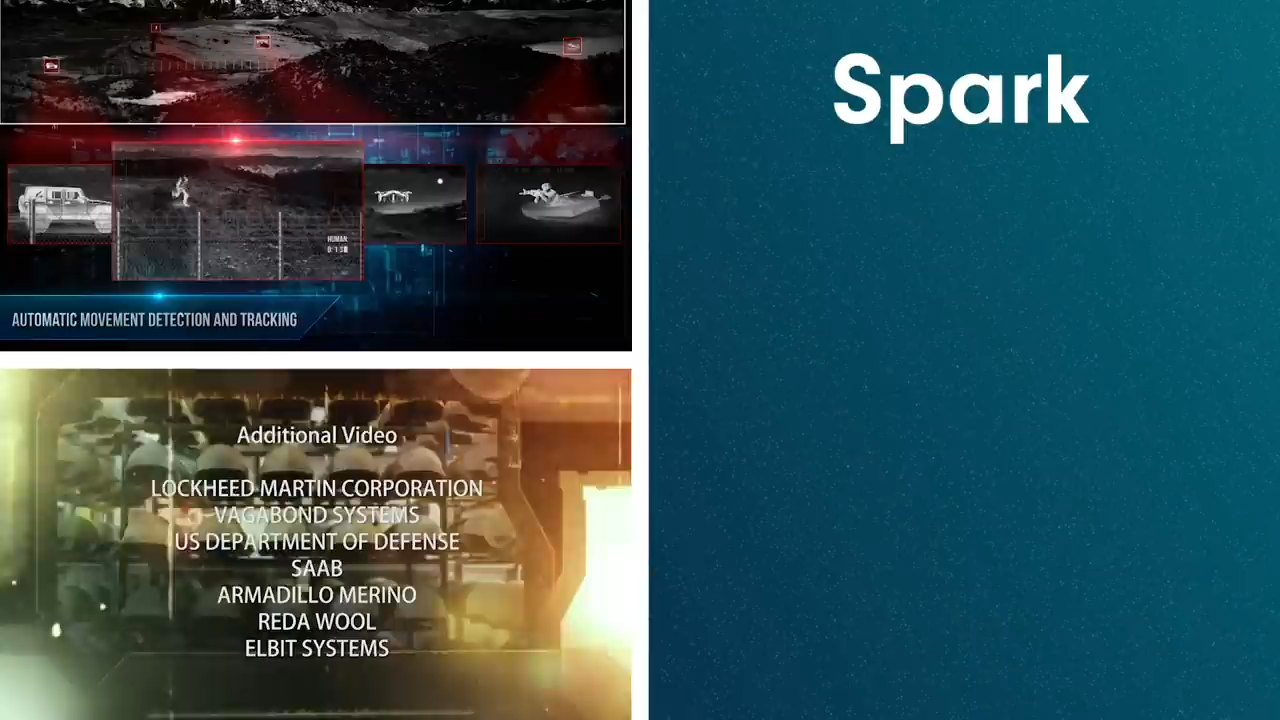 HUMAN
AUTOMATIC MOVEMENT DETECTION AND TRACKING
Additional Video
LOCKHEED MARTIN CORPORATION
VAGABOND SYSTEMS
US DEPARTMENT OF DEFENSE
SAAB
ARMADILLO MERINO
REDA WOOL
ELBIT SYSTEMS
Spark